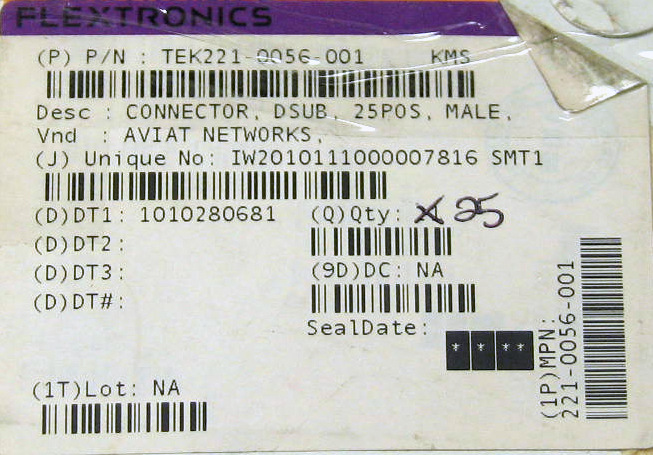 FLEXTRONICS
(P) P/N : TEK221-0056-001 KMS
Desc : CONNECTOR, DSUB, 25POS, MALE,
Vnd : AVIAT NETWORKS,
(J) Unique No: IW2010111000007816 SMT1
(D)DT1: 1010280681 (Q)Qty: 25
(D)DT2:
(D)DT3: (9D)DC: NA
(D)DT#:
SealDate:
* * * *
(1T)Lot: NA
(1P)MPN:
221-0056-001